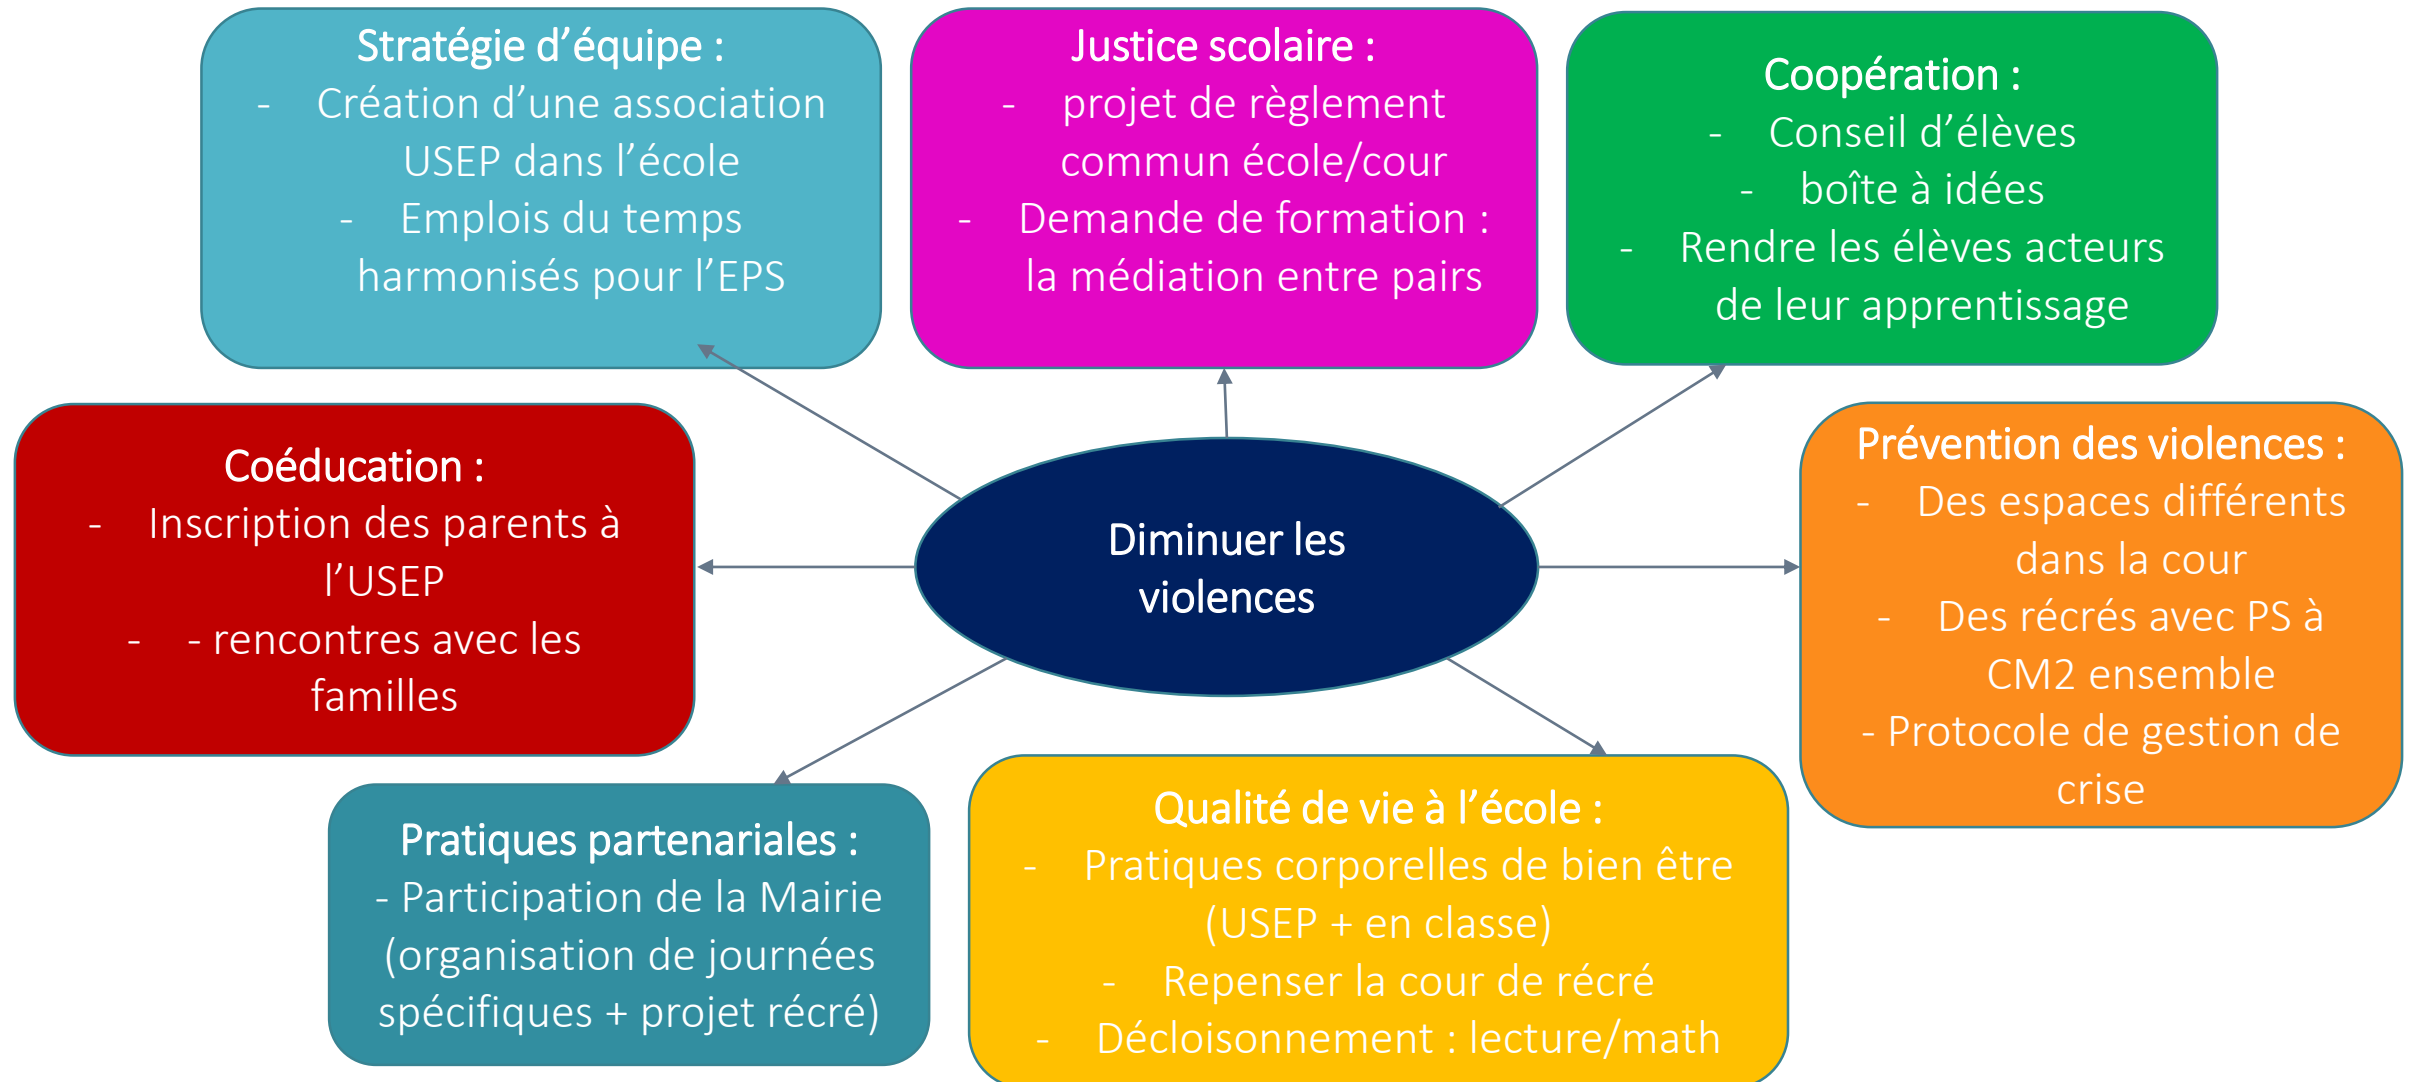 Stratégie d’équipe :
- Création d’une association
USEP dans l’école
- Emplois du temps
harmonisés pour l’EPS
Justice scolaire :
- projet de règlement
commun école/cour
- Demande de formation :
la médiation entre pairs
Coopération :
- Conseil d’élèves
- boîte à idées
- Rendre les élèves acteurs
de leur apprentissage
Coéducation :
- Inscription des parents à
l’USEP
- - rencontres avec les
familles
Diminuer les
violences
Prévention des violences :
- Des espaces différents
dans la cour
- Des récrés avec PS à
CM2 ensemble
- Protocole de gestion de
crise
Pratiques partenariales :
- Participation de la Mairie
(organisation de journées
spécifiques + projet récré)
Qualité de vie à l’école :
- Pratiques corporelles de bien être
(USEP + en classe)
- Repenser la cour de récré
- Décloisonnement : lecture/math